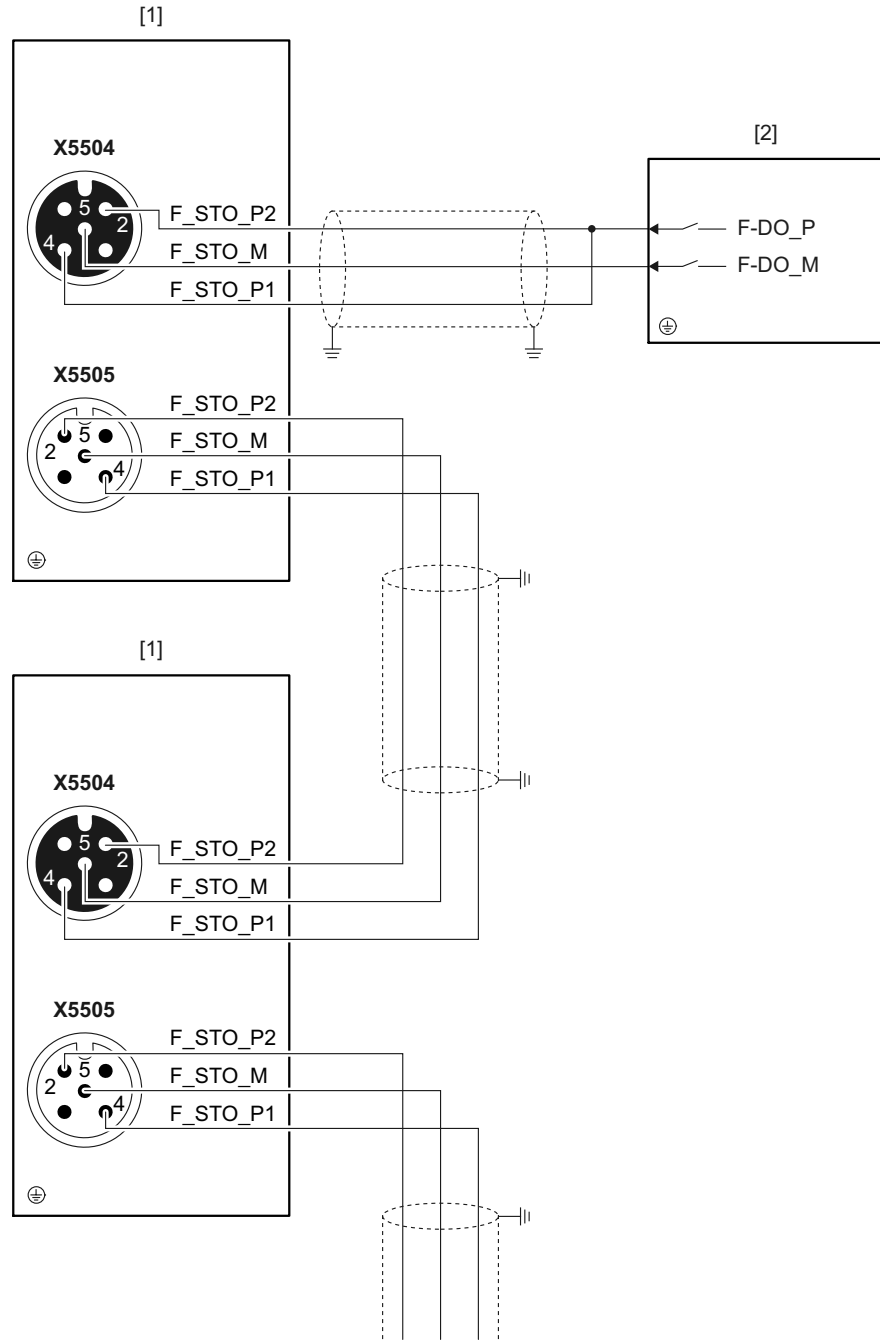 [1]
X5504
5
2
4
F_STO_P2
F_STO_M
F_STO_P1
[2]
F-DO_P
F-DO_M
X5505
5
2
4
F_STO_P2
F_STO_M
F_STO_P1
[1]
X5504
5
2
4
F_STO_P2
F_STO_M
F_STO_P1
X5505
5
2
4
F_STO_P2
F_STO_M
F_STO_P1